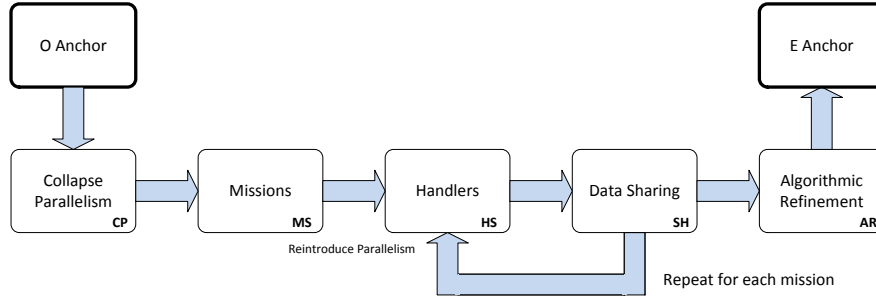 O Anchor
E Anchor
Collapse
Parallelism
CP
Missions
MS
Handlers
HS
Data Sharing
SH
Algorithmic
Refinement
AR
Reintroduce Parallelism
Repeat for each mission